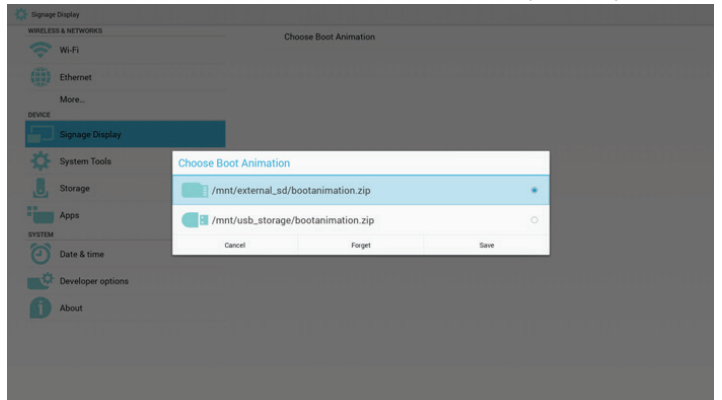 Signage Display
WIRELESS & NETWORKS
Choose Boot Animation
Wi-Fi
Ethernet
More...
DEVICE
Signage Display
System Tools
Storage
Apps
SYSTEM
Date & time
Developer options
About
Choose Boot Animation
/mnt/external_sd/bootanimation.zip
/mnt/usb_storage/bootanimation.zip
Cancel Forget Save